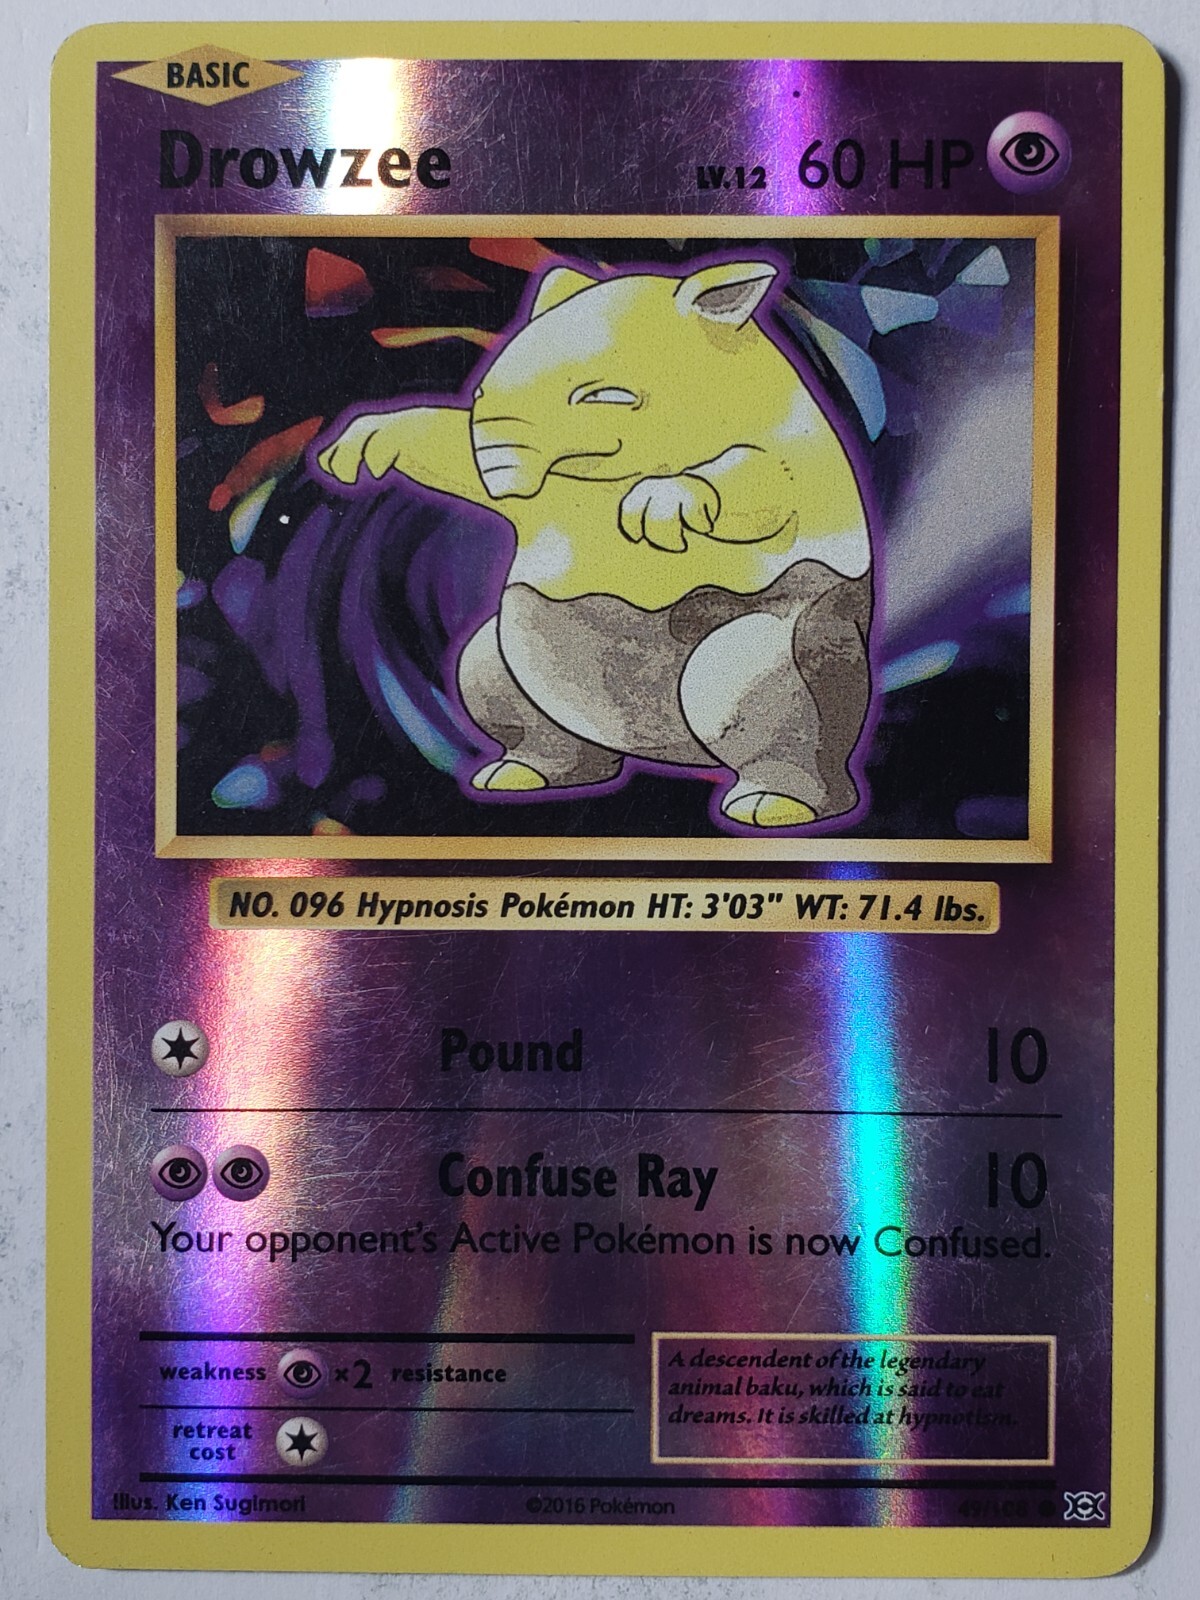 BASIC
Drowzee LV.12 60 HP
NO. 096 Hypnosis Pokémon HT: 3'03" WT: 71.4 lbs.
Pound 10
Confuse Ray 10
Your opponent's Active Pokémon is now Confused.
weakness ×2 resistance
retreat
cost
A descendent of the legendary
animal baku, which is said to eat
dreams. It is skilled at hypnotism.
Illus. Ken Sugimori ©2016 Pokémon 49/108